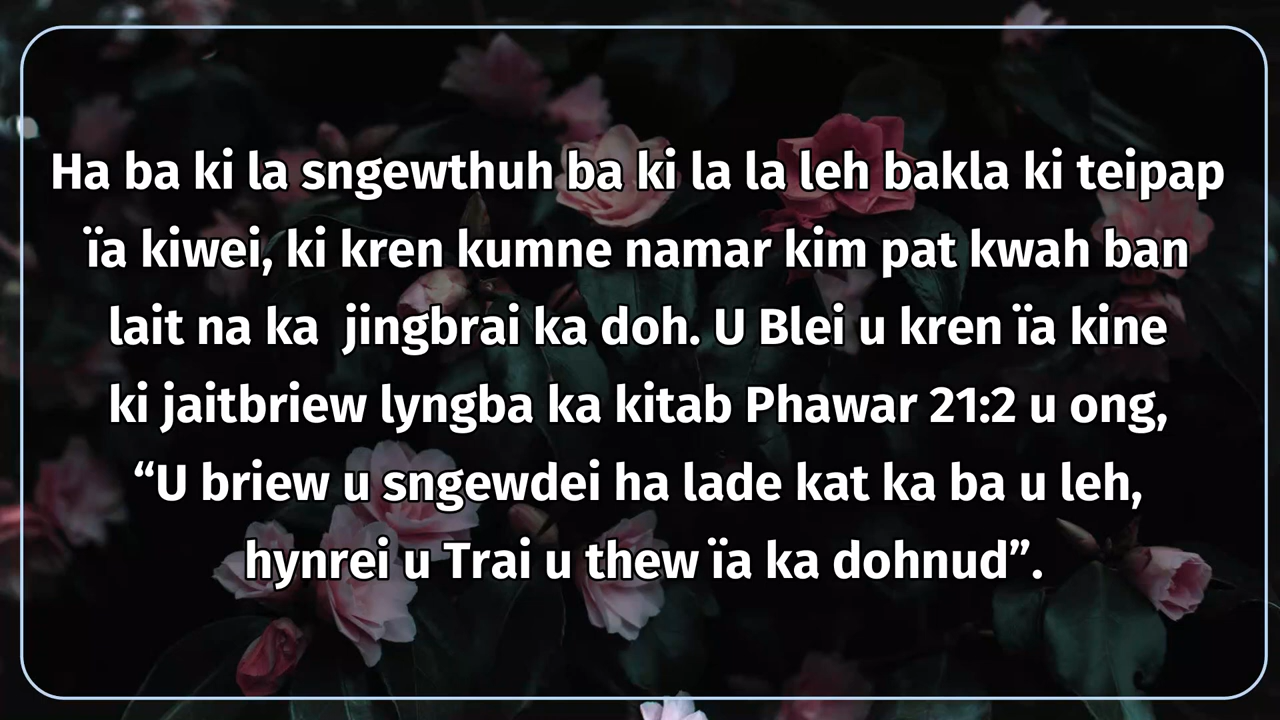 Ha ba ki la sngewthuh ba ki la la leh bakla ki teipap
ïa kiwei, ki kren kumne namar kim pat kwah ban
lait na ka  jingbrai ka doh. U Blei u kren ïa kine
ki jaitbriew lyngba ka kitab Phawar 21:2 u ong,
“U briew u sngewdei ha lade kat ka ba u leh,
hynrei u Trai u thew ïa ka dohnud”.